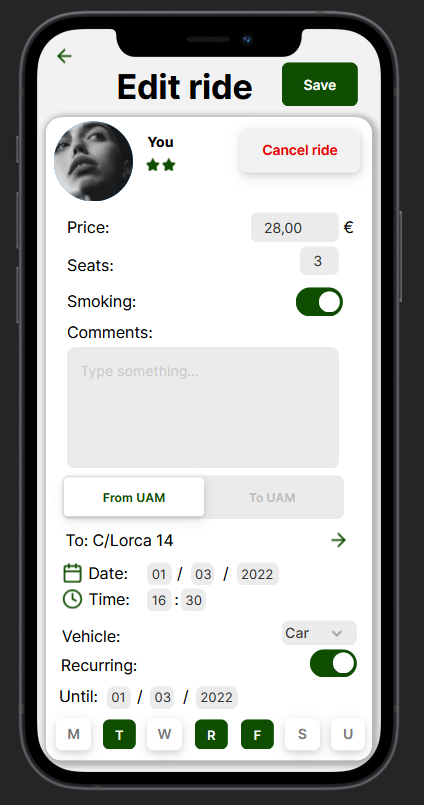 Edit ride
Save
You
Cancel ride
Price: 28,00 €
Seats: 3
Smoking:
Comments:
Type something...
From UAM To UAM
To: C/Lorca 14
Date: 01 / 03 / 2022
Time: 16 : 30
Vehicle: Car
Recurring:
Until: 01 / 03 / 2022
M T W R F S U